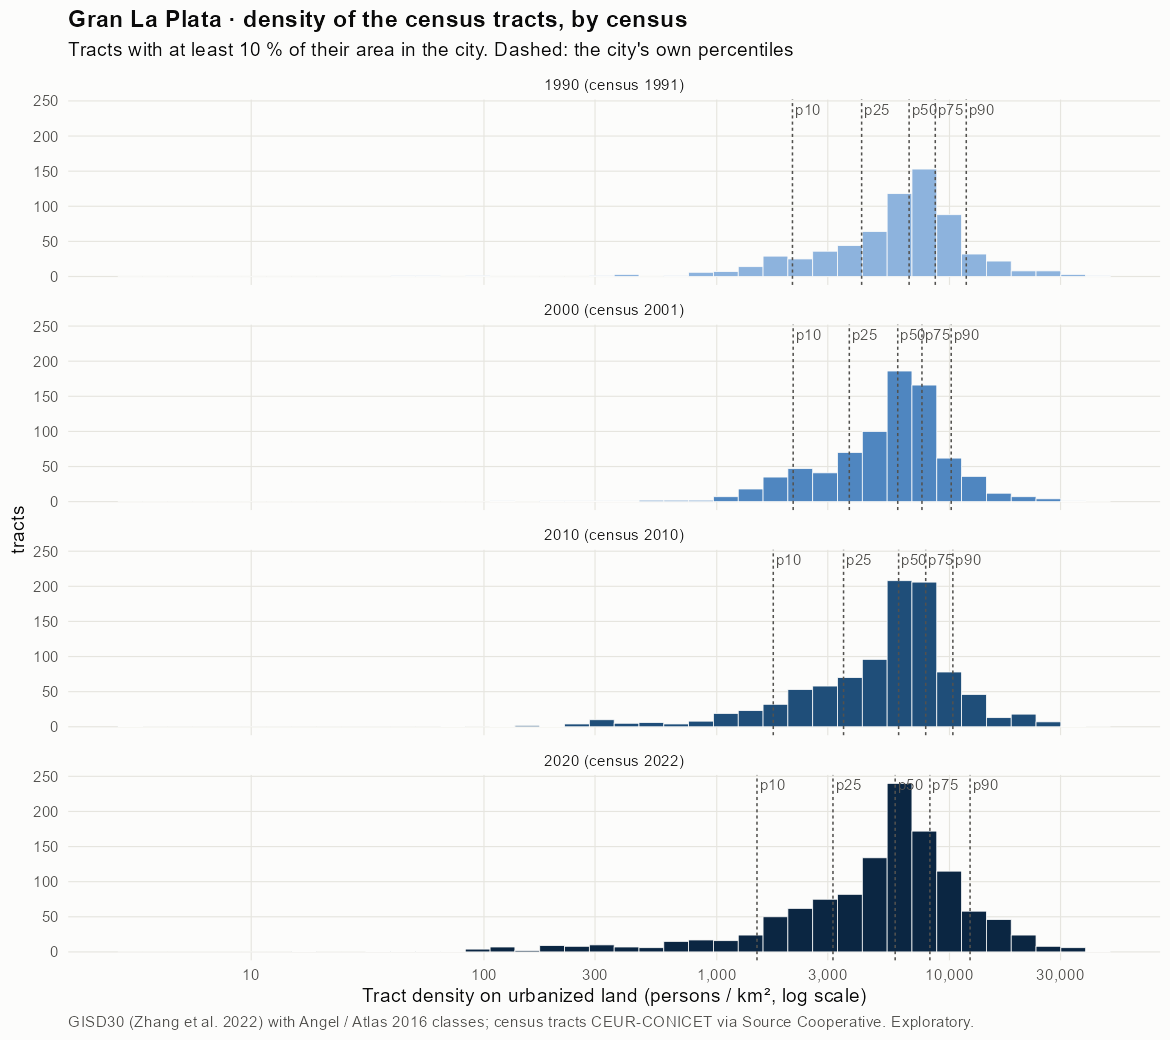 Gran La Plata · density of the census tracts, by census
Tracts with at least 10 % of their area in the city. Dashed: the city's own percentiles
1990 (census 1991)
250
200
150
100
50
0
p10
p25
p50
p75
p90
2000 (census 2001)
250
200
150
100
50
0
p10
p25
p50
p75
p90
tracts
2010 (census 2010)
250
200
150
100
50
0
p10
p25
p50
p75
p90
2020 (census 2022)
250
200
150
100
50
0
p10
p25
p50
p75
p90
10
100
300
1,000
3,000
10,000
30,000
Tract density on urbanized land (persons / km², log scale)
GISD30 (Zhang et al. 2022) with Angel / Atlas 2016 classes; census tracts CEUR-CONICET via Source Cooperative. Exploratory.